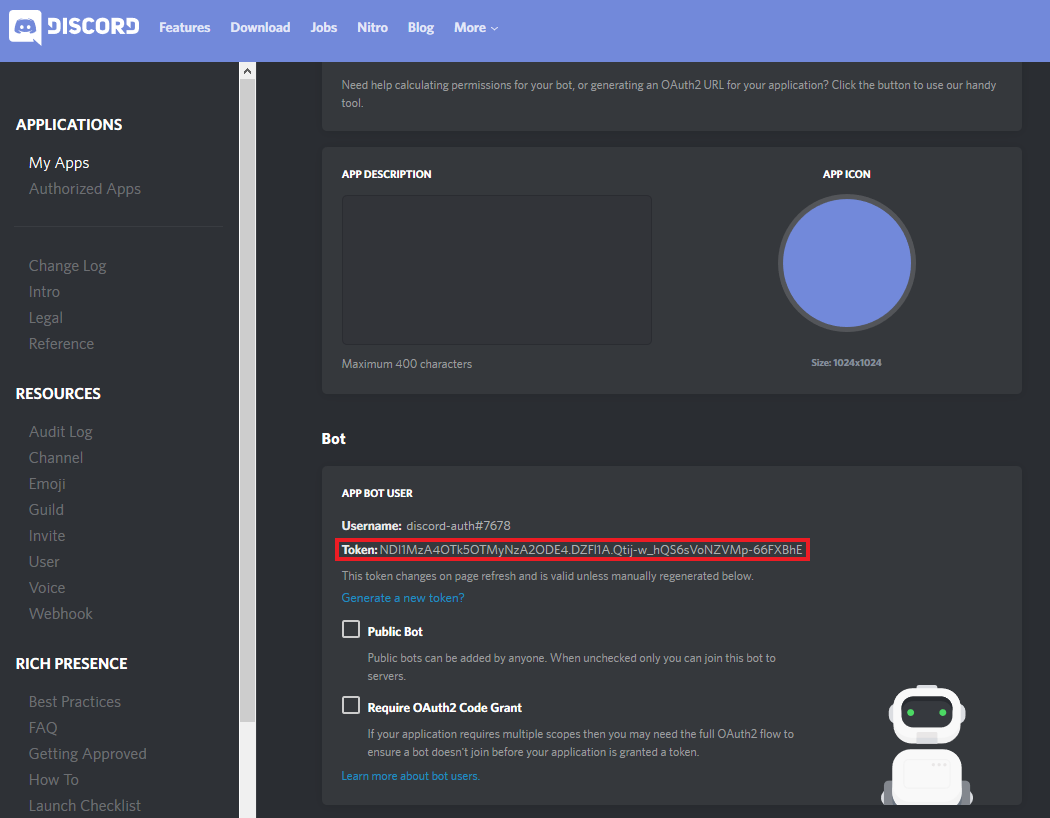 DISCORD
Features Download Jobs Nitro Blog More
APPLICATIONS
My Apps
Authorized Apps
Change Log
Intro
Legal
Reference
RESOURCES
Audit Log
Channel
Emoji
Guild
Invite
User
Voice
Webhook
RICH PRESENCE
Best Practices
FAQ
Getting Approved
How To
Launch Checklist
Need help calculating permissions for your bot, or generating an OAuth2 URL for your application? Click the button to use our handy
tool.
APP DESCRIPTION
Maximum 400 characters
APP ICON
Size: 1024x1024
Bot
APP BOT USER
Username: discord-auth#7678
Token: NDI1MzA4OTk5OTMyNzA2ODE4.DZFl1A.Qtij-w_hQS6sVoNZVMp-66FXBhE
This token changes on page refresh and is valid unless manually regenerated below.
Generate a new token?
Public Bot
Public bots can be added by anyone. When unchecked only you can join this bot to
servers.
Require OAuth2 Code Grant
If your application requires multiple scopes then you may need the full OAuth2 flow to
ensure a bot doesn't join before your application is granted a token.
Learn more about bot users.